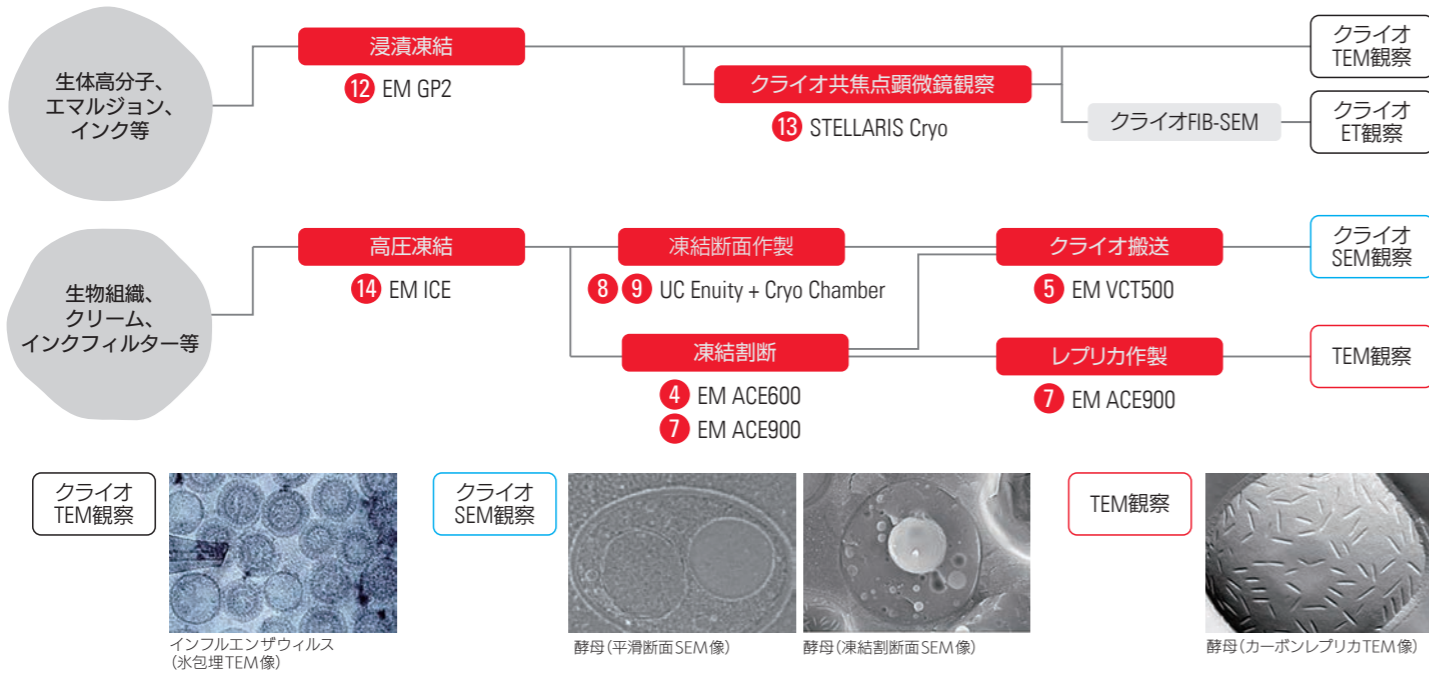 生体高分子、
エマルジョン、
インク等
浸漬凍結
12 EM GP2
クライオ共焦点顕微鏡観察
13 STELLARIS Cryo
クライオFIB-SEM
クライオ
TEM観察
クライオ
ET観察
生物組織、
クリーム、
インクフィルター等
高圧凍結
14 EM ICE
凍結断面作製
8 9 UC Enuity + Cryo Chamber
凍結割断
4 EM ACE600
7 EM ACE900
クライオ搬送
5 EM VCT500
レプリカ作製
7 EM ACE900
クライオ
SEM観察
TEM観察
クライオ
TEM観察
インフルエンザウィルス
（氷包埋TEM像）
クライオ
SEM観察
酵母（平滑断面SEM像）
酵母（凍結割断面SEM像）
TEM観察
酵母（カーボンレプリカTEM像）